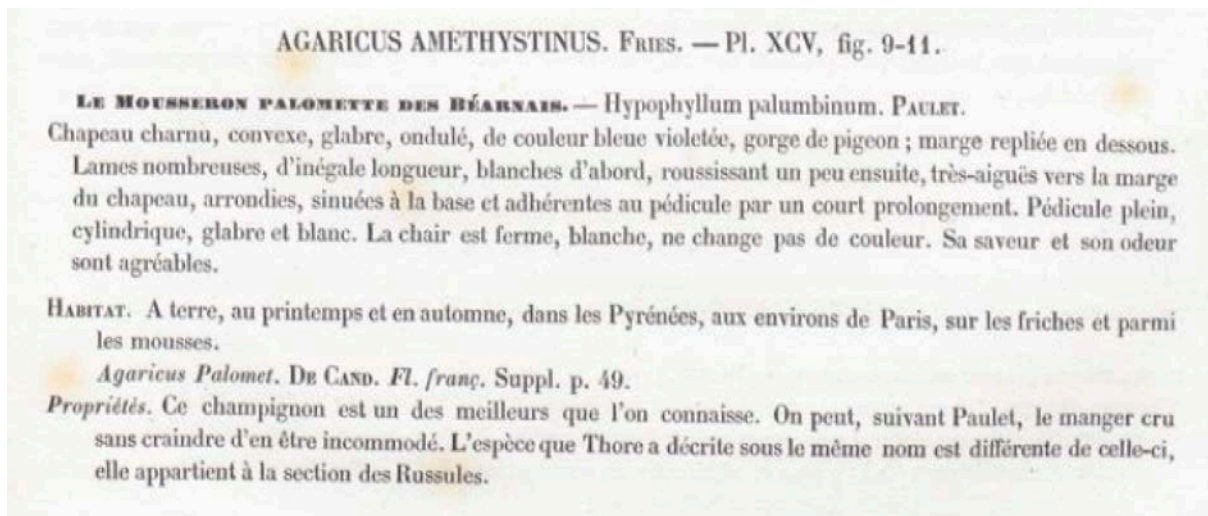 AGARICUS AMETHYSTINUS. FRIES. — Pl. XCV, fig. 9-11.
LE MOUSSERON PALOMETTE DES BÉARNAIS. — Hypophyllum palumbinum. PAULET.
Chapeau charnu, convexe, glabre, ondulé, de couleur bleue violetée, gorge de pigeon ; marge repliée en dessous.
Lames nombreuses, d'inégale longueur, blanches d'abord, roussissant un peu ensuite, très-aiguës vers la marge
du chapeau, arrondies, sinuées à la base et adhérentes au pédicule par un court prolongement. Pédicule plein,
cylindrique, glabre et blanc. La chair est ferme, blanche, ne change pas de couleur. Sa saveur et son odeur
sont agréables.
HABITAT. A terre, au printemps et en automne, dans les Pyrénées, aux environs de Paris, sur les friches et parmi
les mousses.
Agaricus Palomet. DE CAND. Fl. franç. Suppl. p. 49.
Propriétés. Ce champignon est un des meilleurs que l'on connaisse. On peut, suivant Paulet, le manger cru
sans craindre d'en être incommodé. L'espèce que Thore a décrite sous le même nom est différente de celle-ci,
elle appartient à la section des Russules.